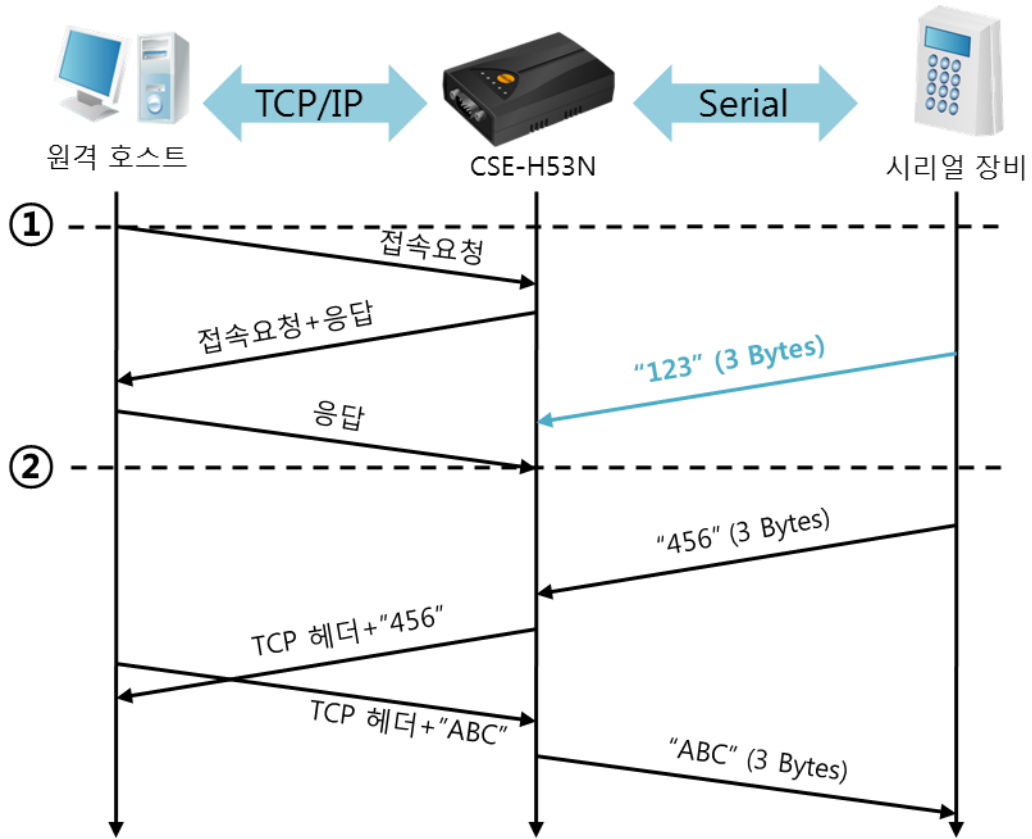 TCP/IP
Serial
원격 호스트
CSE-H53N
시리얼 장비
①
접속요청
접속요청+응답
“123” (3 Bytes)
응답
②
“456” (3 Bytes)
TCP 헤더+”456”
TCP 헤더+”ABC”
“ABC” (3 Bytes)